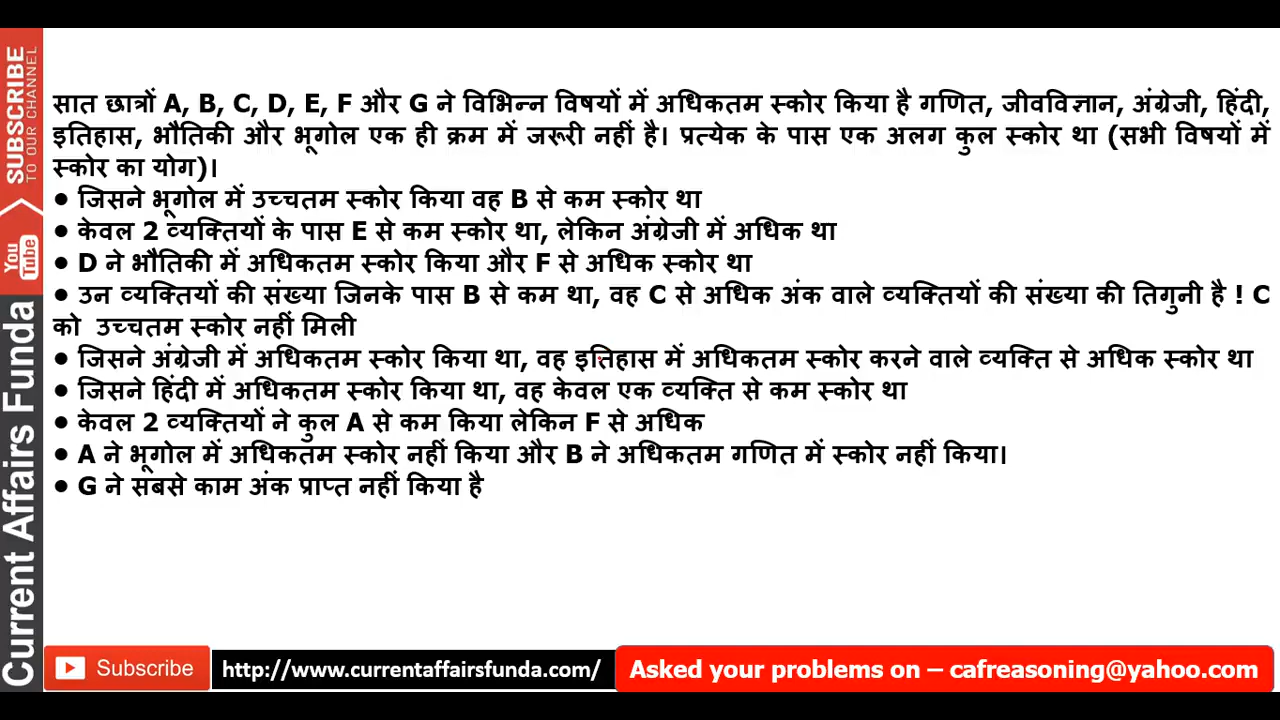 सात छात्रों A, B, C, D, E, F और G ने विभिन्न विषयों में अधिकतम स्कोर किया है गणित, जीवविज्ञान, अंग्रेजी, हिंदी,
इतिहास, भौतिकी और भूगोल एक ही क्रम में जरूरी नहीं है। प्रत्येक के पास एक अलग कुल स्कोर था (सभी विषयों में
स्कोर का योग)।
● जिसने भूगोल में उच्चतम स्कोर किया वह B से कम स्कोर था
● केवल 2 व्यक्तियों के पास E से कम स्कोर था, लेकिन अंग्रेजी में अधिक था
● D ने भौतिकी में अधिकतम स्कोर किया और F से अधिक स्कोर था
● उन व्यक्तियों की संख्या जिनके पास B से कम था, वह C से अधिक अंक वाले व्यक्तियों की संख्या की तिगुनी है ! C
को उच्चतम स्कोर नहीं मिली
● जिसने अंग्रेजी में अधिकतम स्कोर किया था, वह इतिहास में अधिकतम स्कोर करने वाले व्यक्ति से अधिक स्कोर था
● जिसने हिंदी में अधिकतम स्कोर किया था, वह केवल एक व्यक्ति से कम स्कोर था
● केवल 2 व्यक्तियों ने कुल A से कम किया लेकिन F से अधिक
● A ने भूगोल में अधिकतम स्कोर नहीं किया और B ने अधिकतम गणित में स्कोर नहीं किया।
● G ने सबसे काम अंक प्राप्त नहीं किया है
SUBSCRIBE
TO OUR CHANNEL
You Tube
Current Affairs Funda
Subscribe
http://www.currentaffairsfunda.com/
Asked your problems on – cafreasoning@yahoo.com